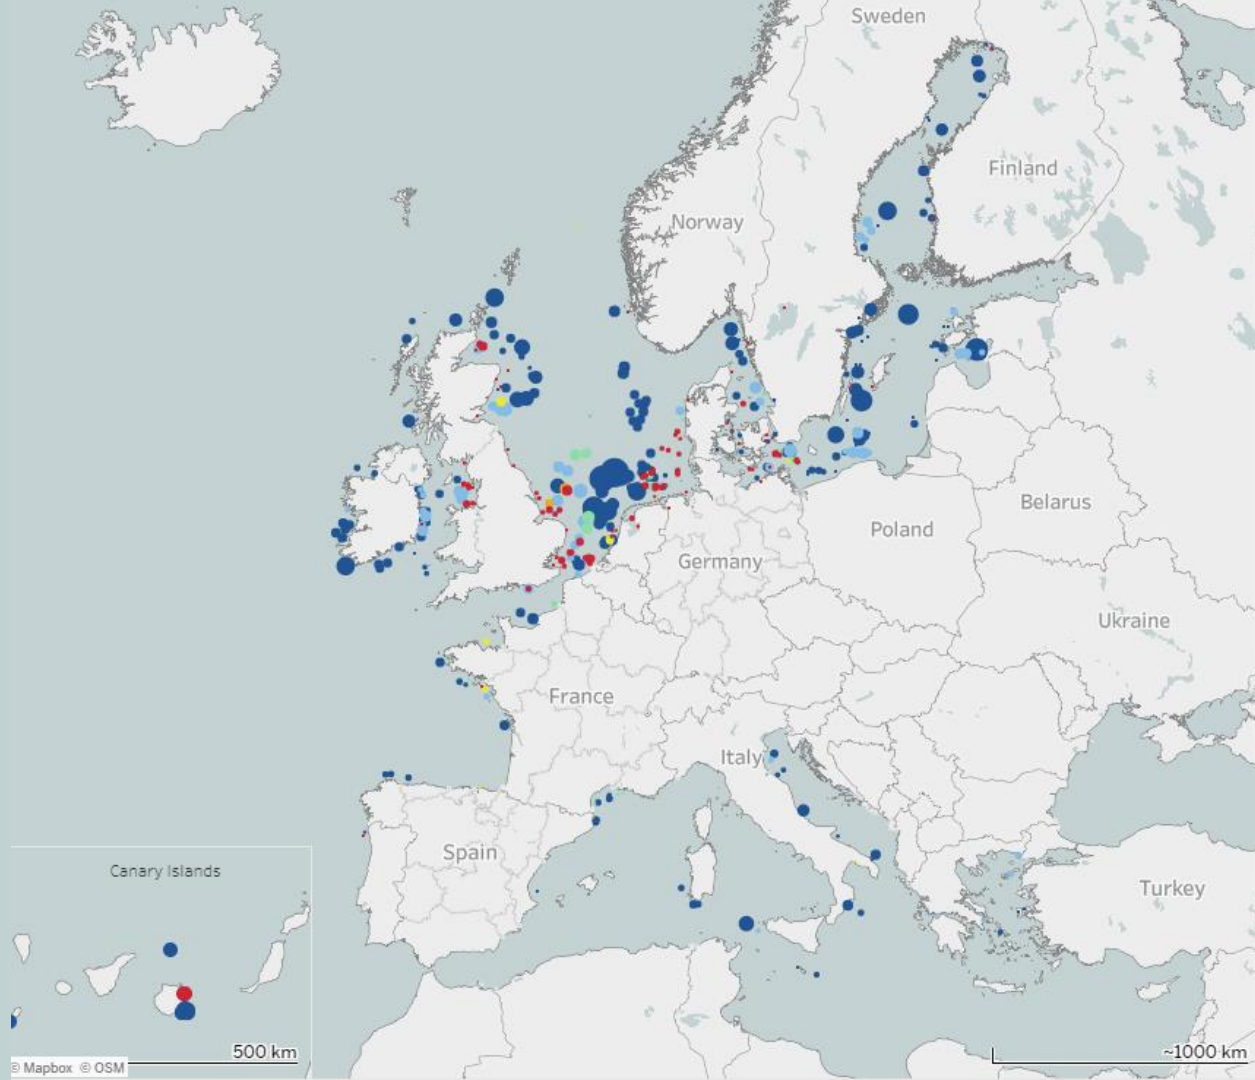 Sweden
Finland
Norway
Belarus
Poland
Germany
Ukraine
France
Italy
Spain
Canary Islands
Turkey
500 km
~1000 km
© Mapbox © OSM